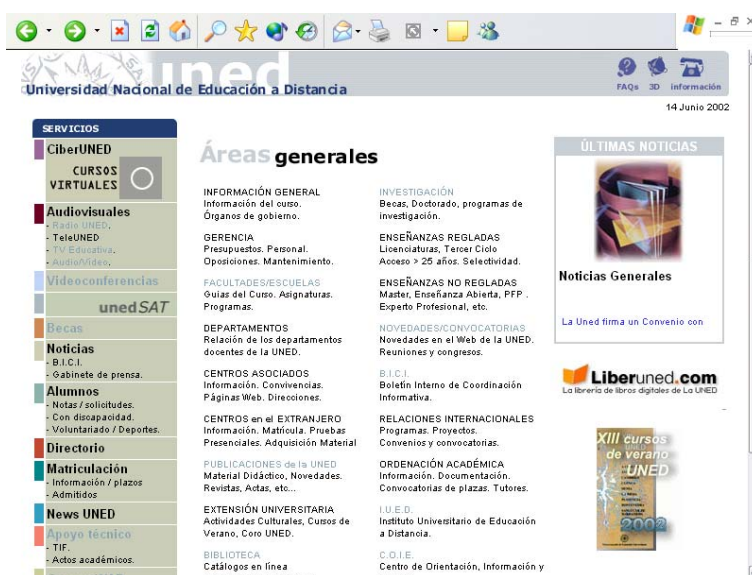 uned
Universidad Nacional de Educación a Distancia
FAQs 3D información
14 Junio 2002
SERVICIOS
CiberUNED
CURSOS
VIRTUALES
Audiovisuales
- Radio UNED.
- TeleUNED
- TV Educativa.
- Audio/Video.
Videoconferencias
unedSAT
Becas
Noticias
- B.I.C.I.
- Gabinete de prensa.
Alumnos
- Notas / solicitudes.
- Con discapacidad.
- Voluntariado / Deportes.
Directorio
Matriculación
- Información / plazos
- Admitidos
News UNED
Apoyo técnico
- TIF.
- Actos académicos.
Áreas generales
INFORMACIÓN GENERAL
Información del curso.
Órganos de gobierno.
GERENCIA
Presupuestos. Personal.
Oposiciones. Mantenimiento.
FACULTADES/ESCUELAS
Guias del Curso. Asignaturas.
Programas.
DEPARTAMENTOS
Relación de los departamentos
docentes de la UNED.
CENTROS ASOCIADOS
Información. Convivencias.
Páginas Web. Direcciones.
CENTROS en el EXTRANJERO
Información. Matrícula. Pruebas
Presenciales. Adquisición Material
PUBLICACIONES de la UNED
Material Didáctico, Novedades.
Revistas, Actas, etc...
EXTENSIÓN UNIVERSITARIA
Actividades Culturales, Cursos de
Verano, Coro UNED.
BIBLIOTECA
Catálogos en línea
INVESTIGACIÓN
Becas, Doctorado, programas de
investigación.
ENSEÑANZAS REGLADAS
Licenciaturas, Tercer Ciclo
Acceso > 25 años. Selectividad.
ENSEÑANZAS NO REGLADAS
Master, Enseñanza Abierta, PFP .
Experto Profesional, etc.
NOVEDADES/CONVOCATORIAS
Novedades en el Web de la UNED.
Reuniones y congresos.
B.I.C.I.
Boletín Interno de Coordinación
Informativa.
RELACIONES INTERNACIONALES
Programas. Proyectos.
Convenios y convocatorias.
ORDENACIÓN ACADÉMICA
Información. Documentación.
Convocatorias de plazas. Tutores.
I.U.E.D.
Instituto Universitario de Educación
a Distancia.
C.O.I.E.
Centro de Orientación, Información y
ÚLTIMAS NOTICIAS
Noticias Generales
La Uned firma un Convenio con
Liberuned.com
La librería de libros digitales de La UNED
XIII cursos
de verano
UNED
2002